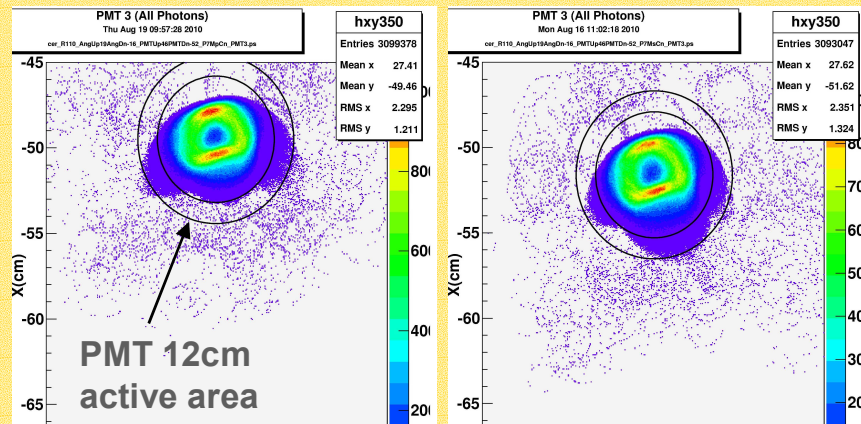 PMT 3 (All Photons)
Thu Aug 19 09:57:28 2010
cer_R110_AngUp19AngDn-16_PMTUp46PMTDn-52_P7MpCn_PMT3.ps
hxy350
Entries 3099378
Mean x 27.41
Mean y -49.46
RMS x 2.295
RMS y 1.211
-45
-50
-55
-60
-65
X(cm)
PMT 12cm
active area
PMT 3 (All Photons)
Mon Aug 16 11:02:18 2010
cer_R110_AngUp19AngDn-16_PMTUp46PMTDn-52_P7MsCn_PMT3.ps
hxy350
Entries 3093047
Mean x 27.62
Mean y -51.62
RMS x 2.351
RMS y 1.324
-45
-50
-55
-60
-65
X(cm)